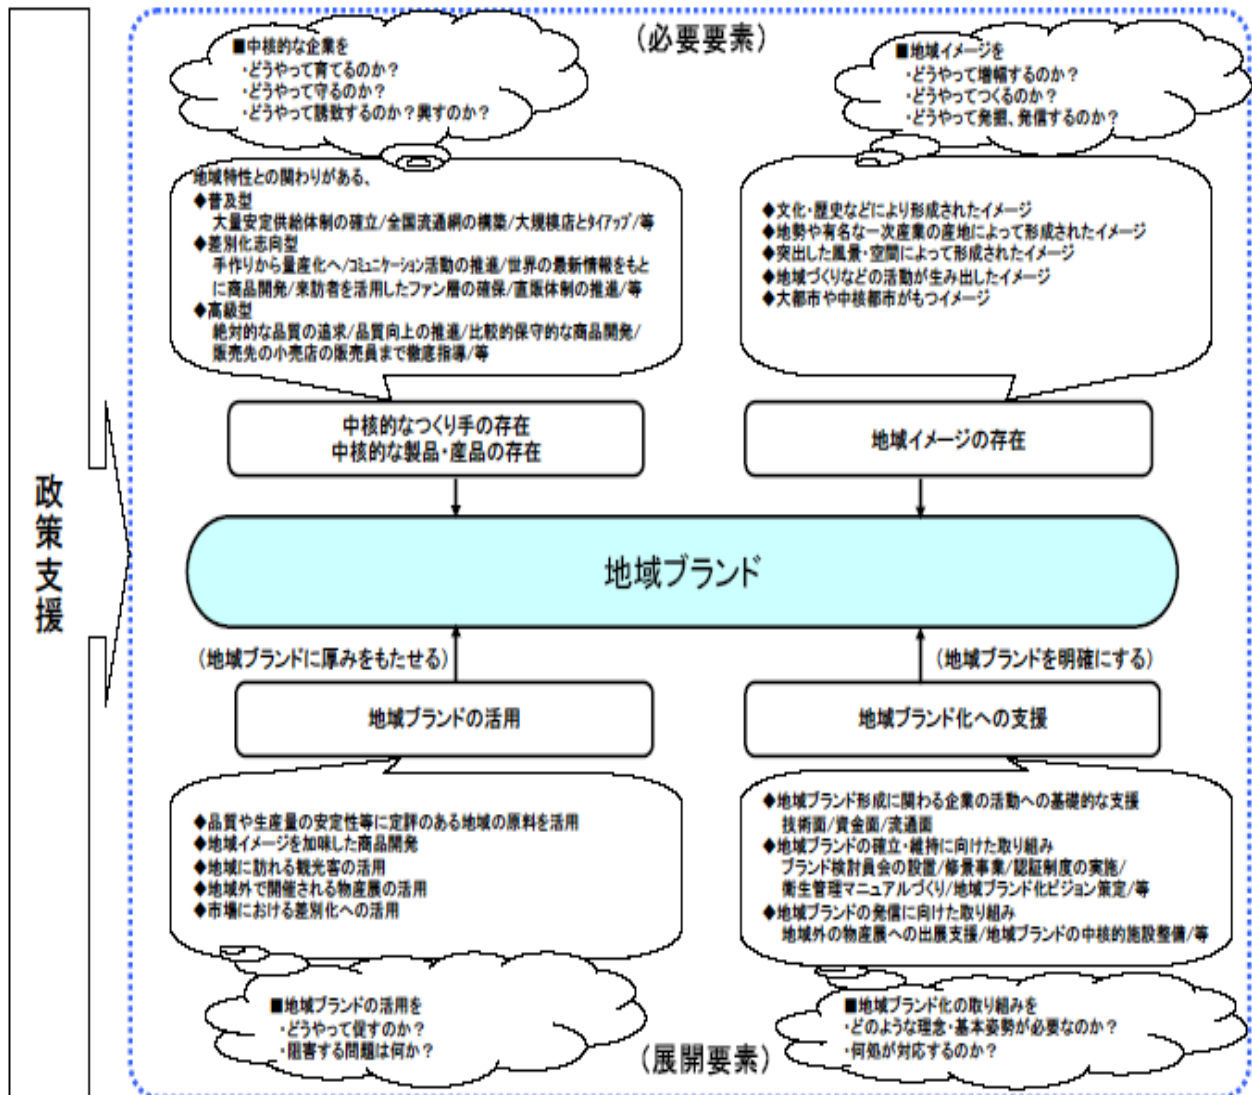 政策支援
(必要要素)
■中核的な企業を
・どうやって育てるのか？
・どうやって守るのか？
・どうやって誘致するのか？興すのか？
■地域イメージを
・どうやって増幅するのか？
・どうやってつくるのか？
・どうやって発掘、発信するのか？
地域特性との関わりがある、
◆普及型
大量安定供給体制の確立/全国流通網の構築/大規模店とタイアップ/等
◆差別化志向型
手作りから量産化へ/コミュニケーション活動の推進/世界の最新情報をもと
に商品開発/来訪者を活用したファン層の確保/直販体制の推進/等
◆高級型
絶対的な品質の追求/品質向上の推進/比較的保守的な商品開発/
販売先の小売店の販売員まで徹底指導/等
◆文化・歴史などにより形成されたイメージ
◆地勢や有名な一次産業の産地によって形成されたイメージ
◆突出した風景・空間によって形成されたイメージ
◆地域づくりなどの活動が生み出したイメージ
◆大都市や中核都市がもつイメージ
中核的なつくり手の存在
中核的な製品・産品の存在
地域イメージの存在
地域ブランド
(地域ブランドに厚みをもたせる)
(地域ブランドを明確にする)
地域ブランドの活用
地域ブランド化への支援
◆品質や生産量の安定性等に定評のある地域の原料を活用
◆地域イメージを加味した商品開発
◆地域に訪れる観光客の活用
◆地域外で開催される物産展の活用
◆市場における差別化への活用
◆地域ブランド形成に関わる企業の活動への基礎的な支援
技術面/資金面/流通面
◆地域ブランドの確立・維持に向けた取り組み
ブランド検討員会の設置/修景事業/認証制度の実施/
衛生管理マニュアルづくり/地域ブランド化ビジョン策定/等
◆地域ブランドの発信に向けた取り組み
地域外の物産展への出展支援/地域ブランドの中核的施設整備/等
■地域ブランドの活用を
・どうやって促すのか？
・阻害する問題は何か？
■地域ブランド化の取り組みを
・どのような理念・基本姿勢が必要なのか？
・何処が対応するのか？
(展開要素)